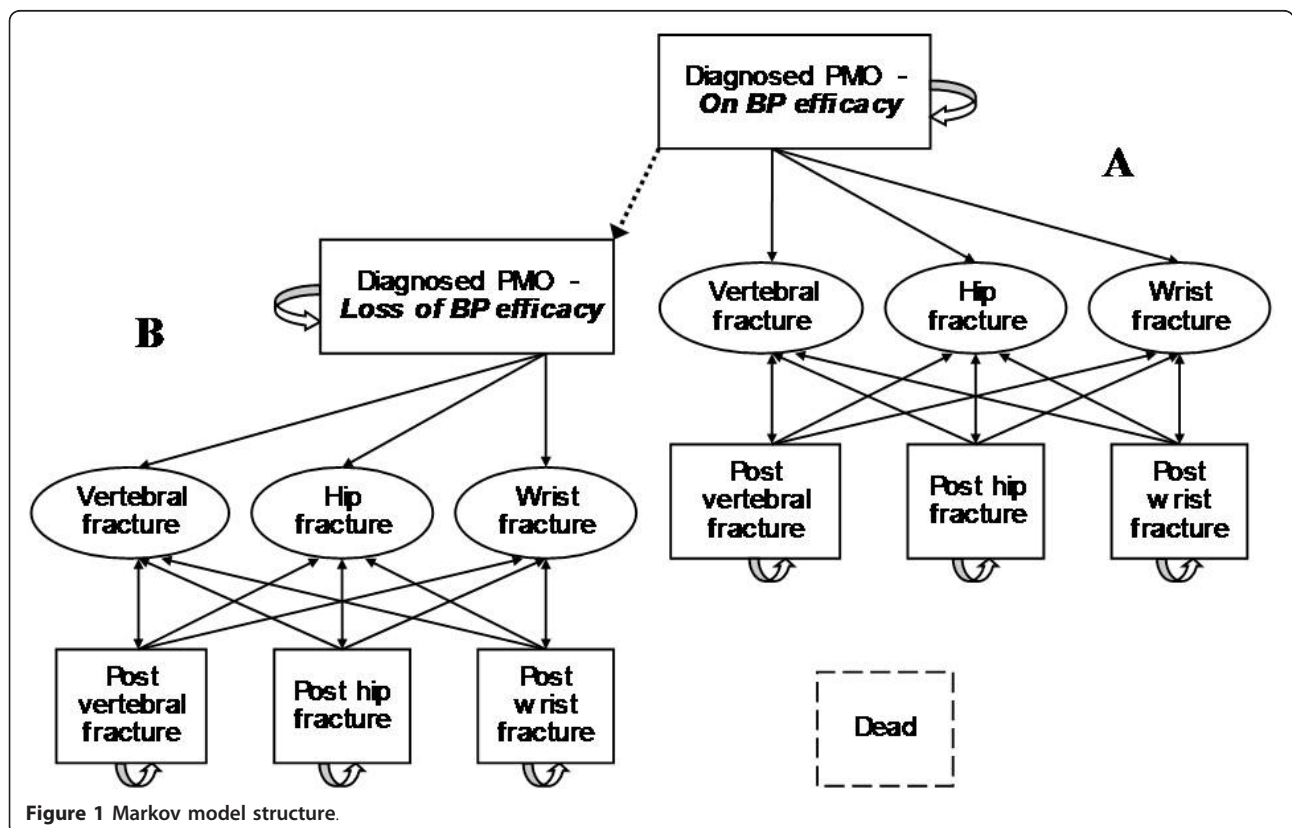 Diagnosed PMO -
On BP efficacy
A
Diagnosed PMO -
Loss of BP efficacy
B
Vertebral
fracture
Hip
fracture
Wrist
fracture
Post
vertebral
fracture
Post hip
fracture
Post
wrist
fracture
Vertebral
fracture
Hip
fracture
Wrist
fracture
Post
vertebral
fracture
Post hip
fracture
Post
wrist
fracture
Dead
Figure 1 Markov model structure.